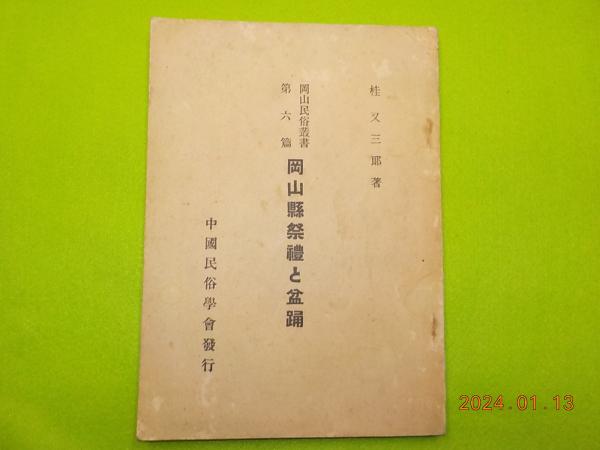 桂又三郎著
岡山民俗叢書
第六篇
岡山縣祭禮と盆踊
中國民俗學會發行
2024.01.13